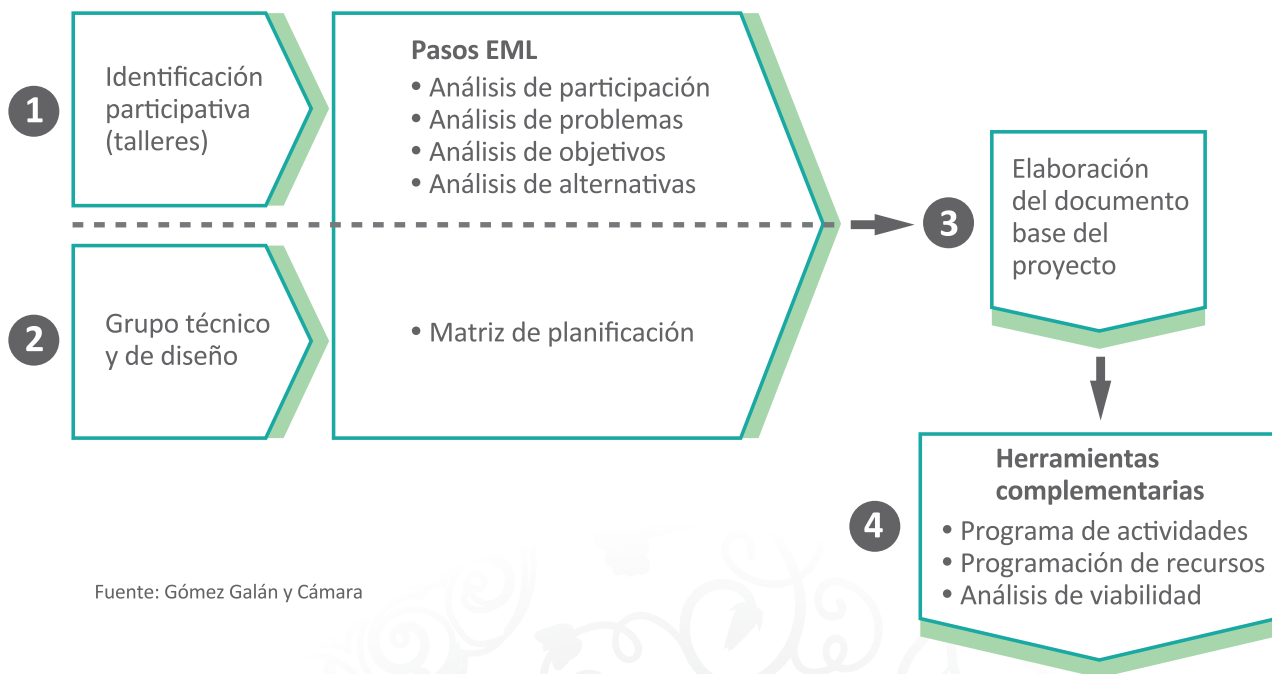 1
Identificación
participativa
(talleres)
Pasos EML
• Análisis de participación
• Análisis de problemas
• Análisis de objetivos
• Análisis de alternativas
2
Grupo técnico
y de diseño
• Matriz de planificación
3
Elaboración
del documento
base del
proyecto
4
Herramientas
complementarias
• Programa de actividades
• Programación de recursos
• Análisis de viabilidad
Fuente: Gómez Galán y Cámara